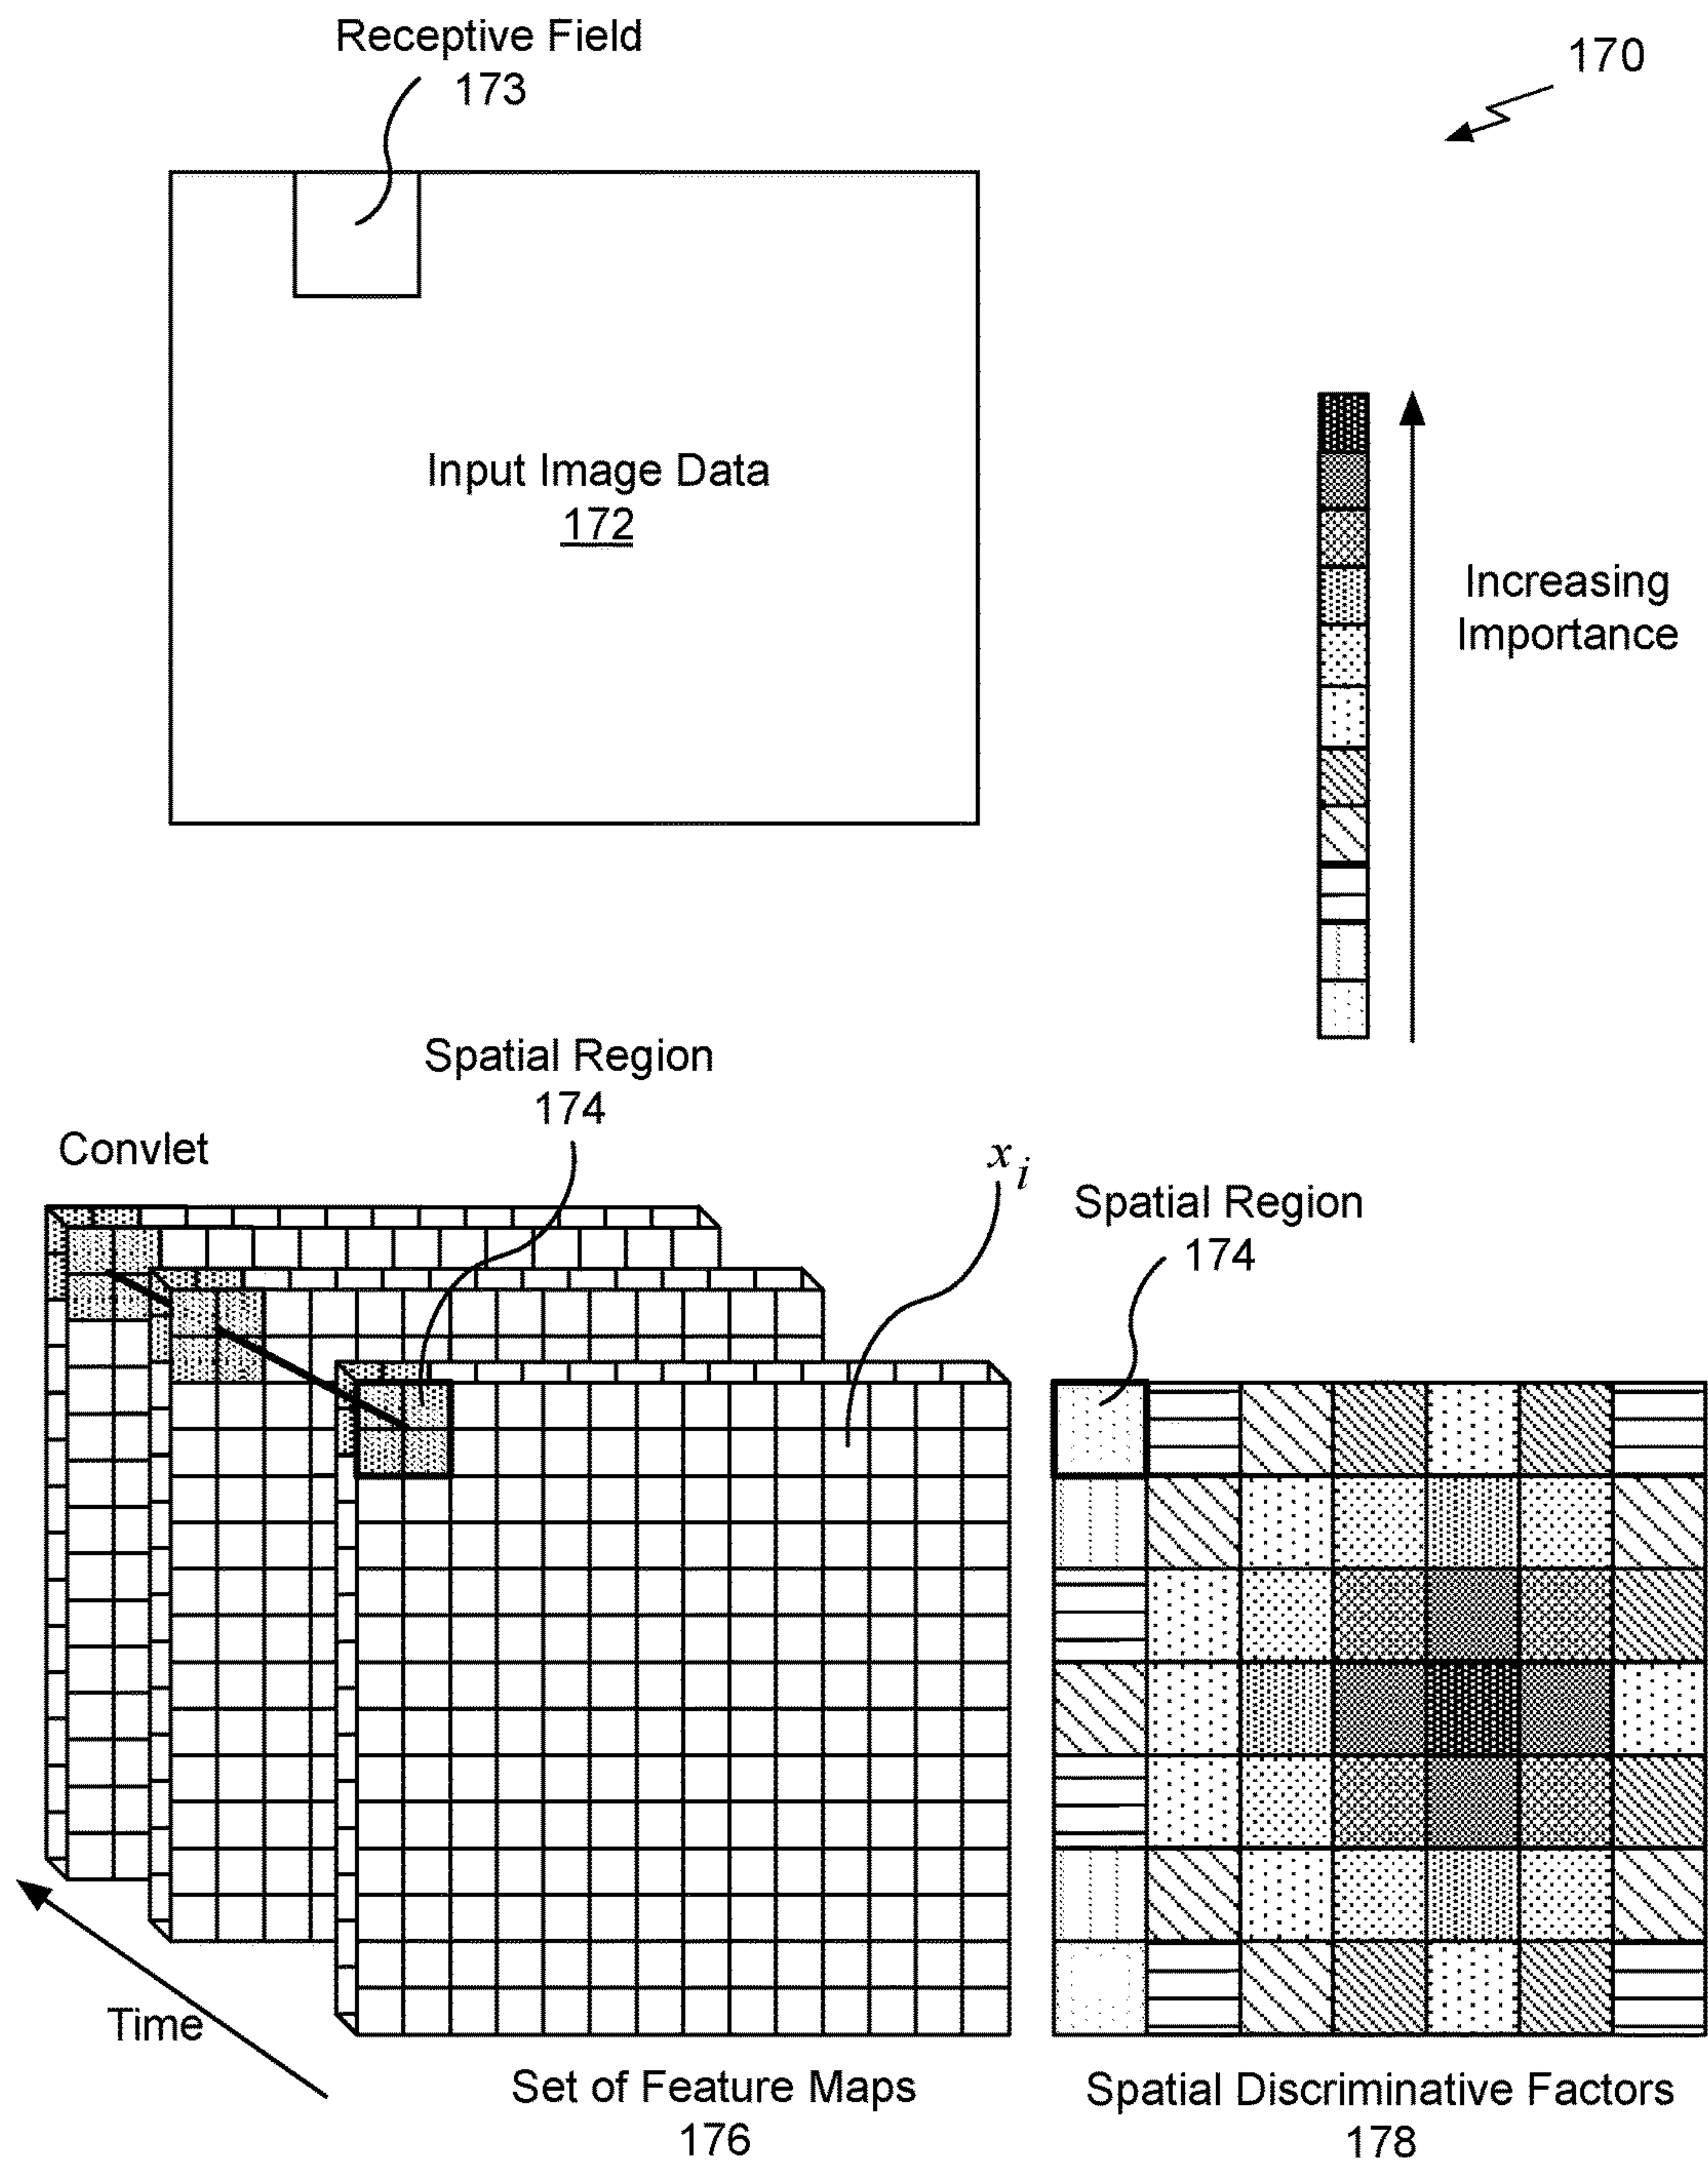 Receptive Field
173
170
Input Image Data
172
Increasing
Importance
Spatial Region
174
Convlet
x i
Spatial Region
174
Time
Set of Feature Maps
176
Spatial Discriminative Factors
178